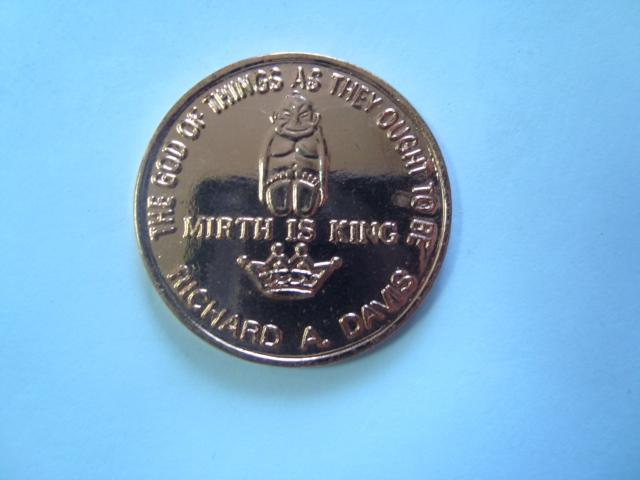 THE GOD OF THINGS AS THEY OUGHT TO BE
MIRTH IS KING
RICHARD A. DAVIS